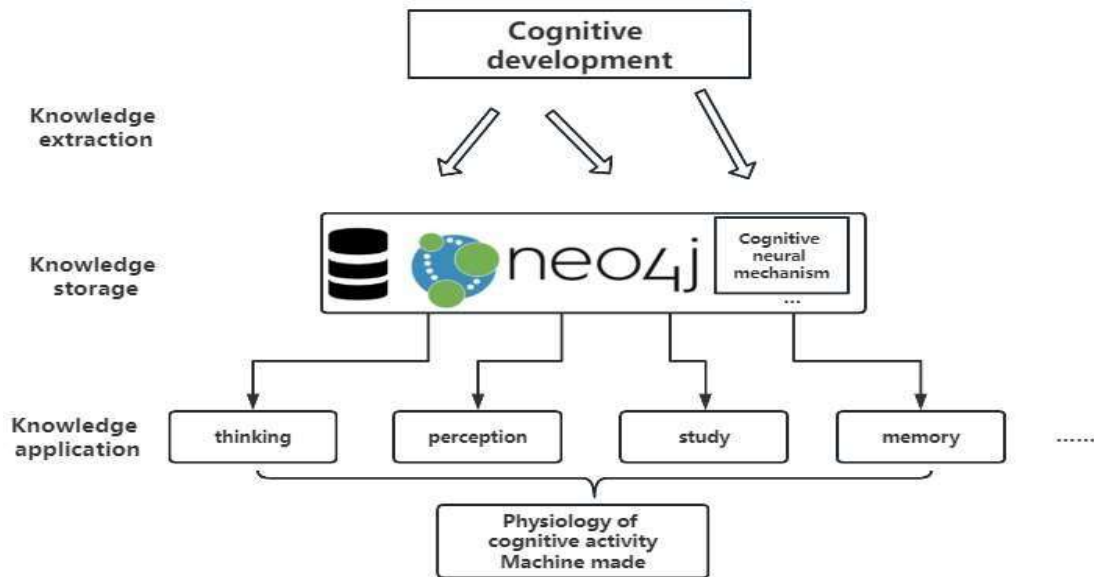 Cognitive
development
Knowledge
extraction
Knowledge
storage
neo4j
Cognitive
neural
mechanism
...
Knowledge
application
thinking
perception
study
memory
......
Physiology of
cognitive activity
Machine made